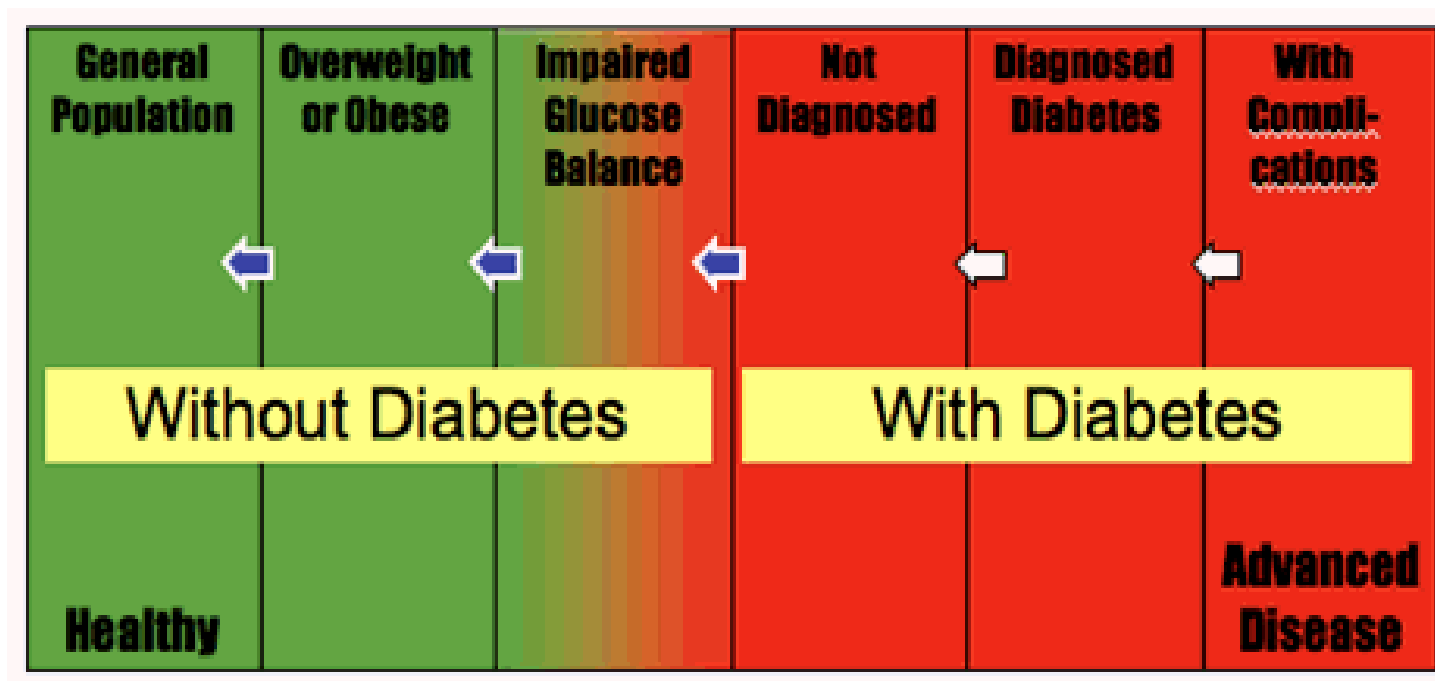 General
Population
Overweight
or Obese
Impaired
Glucose
Balance
Not
Diagnosed
Diagnosed
Diabetes
With
Compli-
cations
Without Diabetes
With Diabetes
Healthy
Advanced
Disease